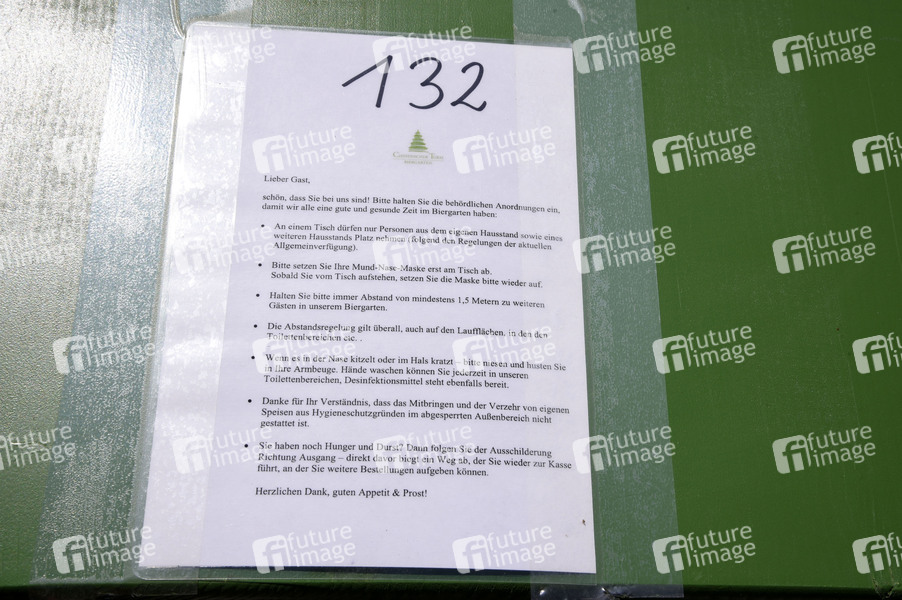 132
Lieber Gast,
schön, dass Sie bei uns sind! Bitte halten Sie die behördlichen Anordnungen ein,
damit wir alle eine gute und gesunde Zeit im Biergarten haben:
• An einem Tisch dürfen nur Personen aus dem eigenen Hausstand sowie eines
weiteren Hausstands Platz nehmen (folgend den Regelungen der aktuellen
Allgemeinverfügung).
• Bitte setzen Sie Ihre Mund-Nase-Maske erst am Tisch ab.
Sobald Sie vom Tisch aufstehen, setzen Sie die Maske bitte wieder auf.
• Halten Sie bitte immer Abstand von mindestens 1,5 Metern zu weiteren
Gästen in unserem Biergarten.
• Die Abstandsregelung gilt überall, auch auf den Laufflächen, in den den
Toilettenbereichen etc. .
• Wenn es in der Nase kitzelt oder im Hals kratzt – bitte niesen und husten Sie
in Ihre Armbeuge. Hände waschen können Sie jederzeit in unseren
Toilettenbereichen, Desinfektionsmittel steht ebenfalls bereit.
• Danke für Ihr Verständnis, dass das Mitbringen und der Verzehr von eigenen
Speisen aus Hygieneschutzgründen im abgesperrten Außenbereich nicht
gestattet ist.
• Sie haben noch Hunger und Durst? Dann folgen Sie der Ausschilderung
Richtung Ausgang – direkt davor biegt ein Weg ab, der Sie wieder zur Kasse
führt, an der Sie weitere Bestellungen aufgeben können.
Herzlichen Dank, guten Appetit & Prost!
future image